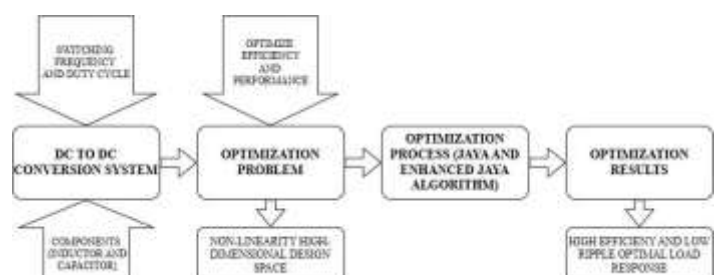 SWITCHING
FREQUENCY
AND DUTY CYCLE
OPTIMIZE
EFFICIENCY
AND
PERFORMANCE
DC TO DC
CONVERSION SYSTEM
OPTIMIZATION
PROBLEM
OPTIMIZATION
PROCESS (JAYA AND
ENHANCED JAYA
ALGORITHM)
OPTIMIZATION
RESULTS
COMPONENTS
(INDUCTOR AND
CAPACITOR)
NON-LINEARITY HIGH-
DIMENSIONAL DESIGN
SPACE
HIGH EFFICIENY AND LOW
RIPPLE OPTIMAL LOAD
RESPONSE